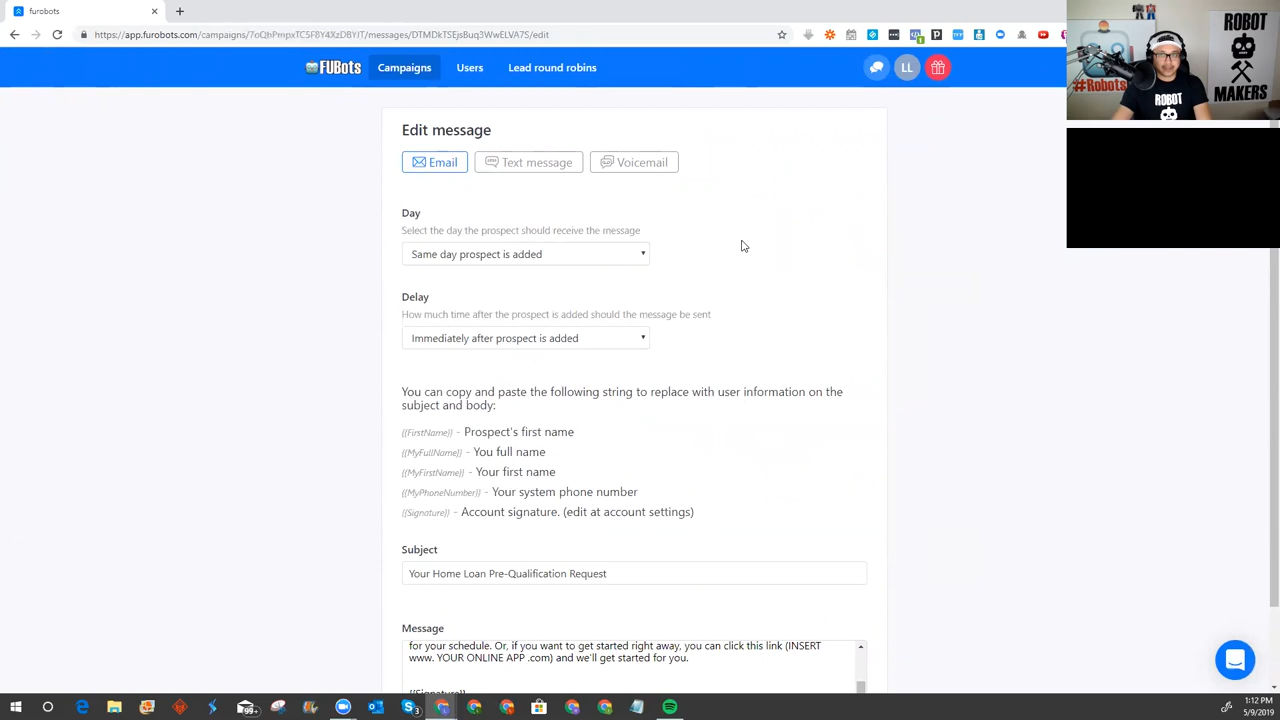 furobots
https://app.furobots.com/campaigns/7oQhPmpxTC5F8Y4XzDBYiT/messages/DTMDkTSEjsBuq3WwELVA7S/edit
FUBots
Campaigns
Users
Lead round robins
LL
Edit message
Email
Text message
Voicemail
Day
Select the day the prospect should receive the message
Same day prospect is added
Delay
How much time after the prospect is added should the message be sent
Immediately after prospect is added
You can copy and paste the following string to replace with user information on the
subject and body:
{{FirstName}} - Prospect's first name
{{MyFullName}} - You full name
{{MyFirstName}} - Your first name
{{MyPhoneNumber}} - Your system phone number
{{Signature}} - Account signature. (edit at account settings)
Subject
Your Home Loan Pre-Qualification Request
Message
for your schedule. Or, if you want to get started right away, you can click this link (INSERT
www. YOUR ONLINE APP .com) and we'll get started for you.
{{Signature}}
#Robots
ROBOT
ROBOT
MAKERS
99+
3
1:12 PM
5/9/2019